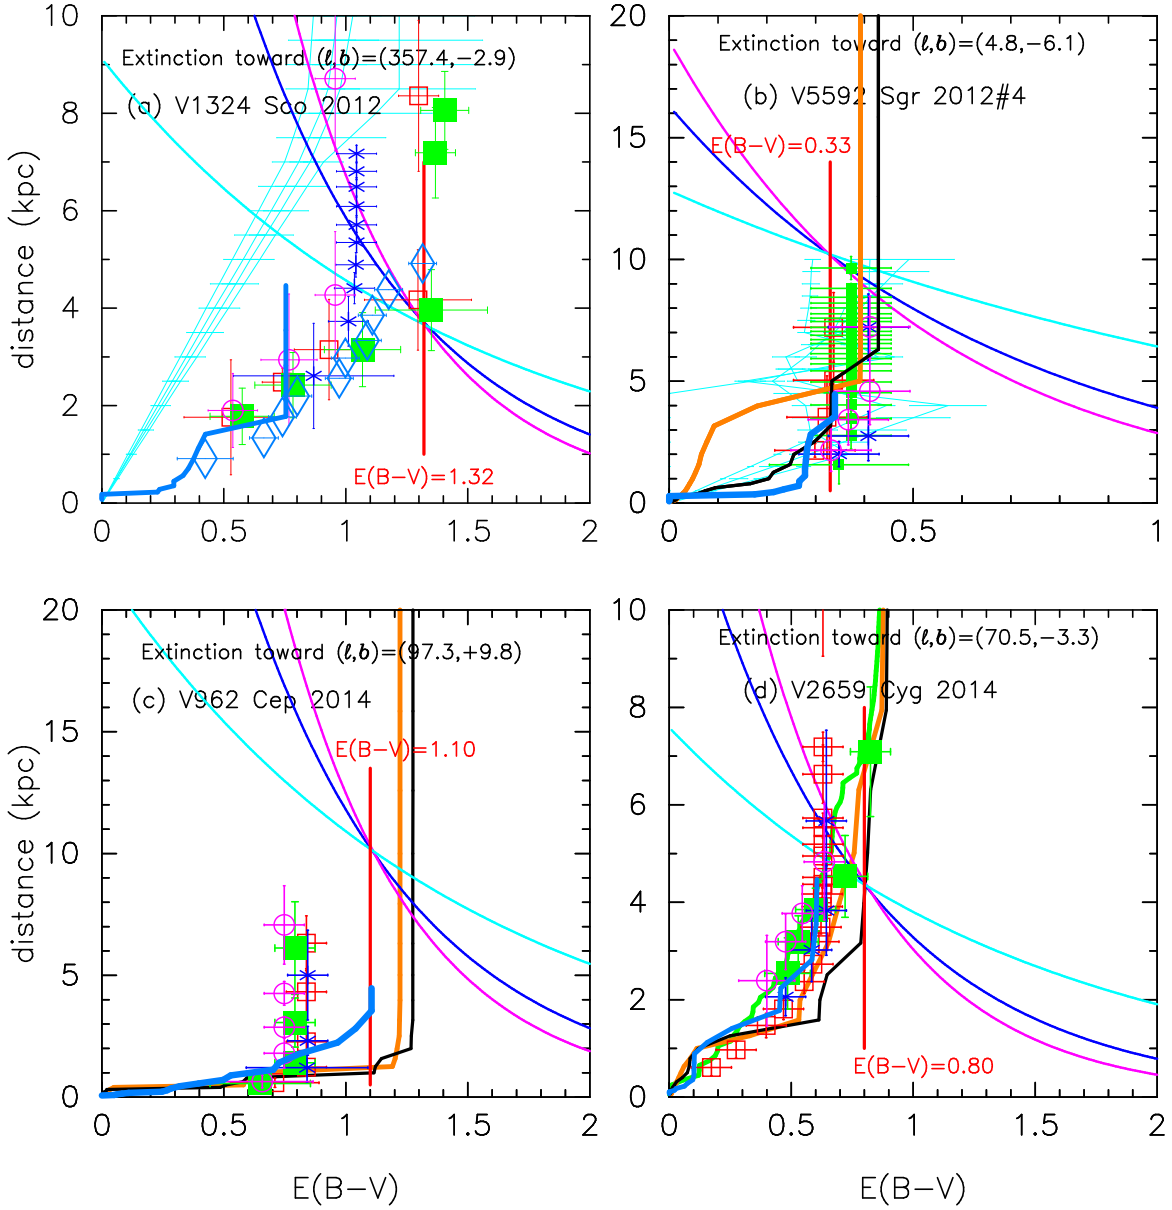 10
8
6
4
2
0
distance (kpc)
Extinction toward (l,b)=(357.4,−2.9)
(a) V1324 Sco 2012
E(B−V)=1.32
0 0.5 1 1.5 2
20
15
10
5
0
Extinction toward (l,b)=(4.8,−6.1)
(b) V5592 Sgr 2012#4
E(B−V)=0.33
0 0.5 1
20
15
10
5
0
distance (kpc)
Extinction toward (l,b)=(97.3,+9.8)
(c) V962 Cep 2014
E(B−V)=1.10
0 0.5 1 1.5 2
E(B−V)
10
8
6
4
2
0
Extinction toward (l,b)=(70.5,−3.3)
(d) V2659 Cyg 2014
E(B−V)=0.80
0 0.5 1 1.5 2
E(B−V)